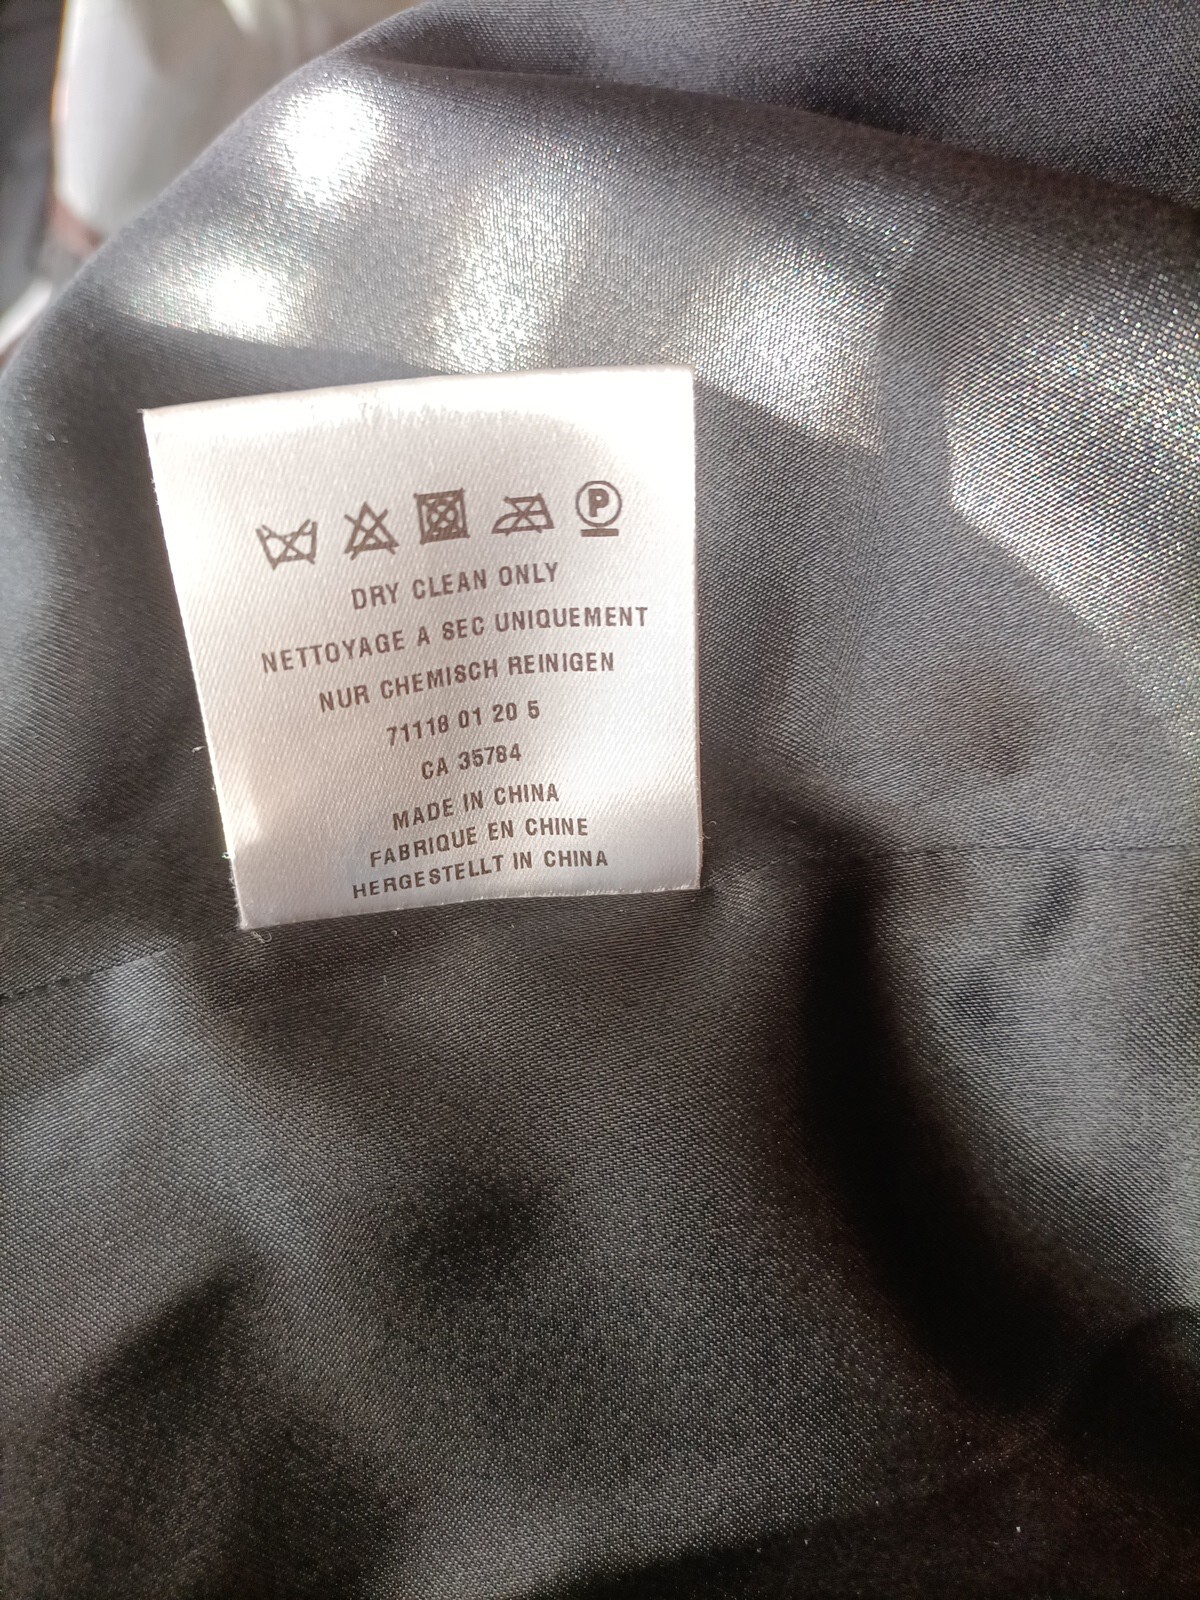 P
DRY CLEAN ONLY
NETTOYAGE A SEC UNIQUEMENT
NUR CHEMISCH REINIGEN
71118 01 20 5
CA 35784
MADE IN CHINA
FABRIQUE EN CHINE
HERGESTELLT IN CHINA